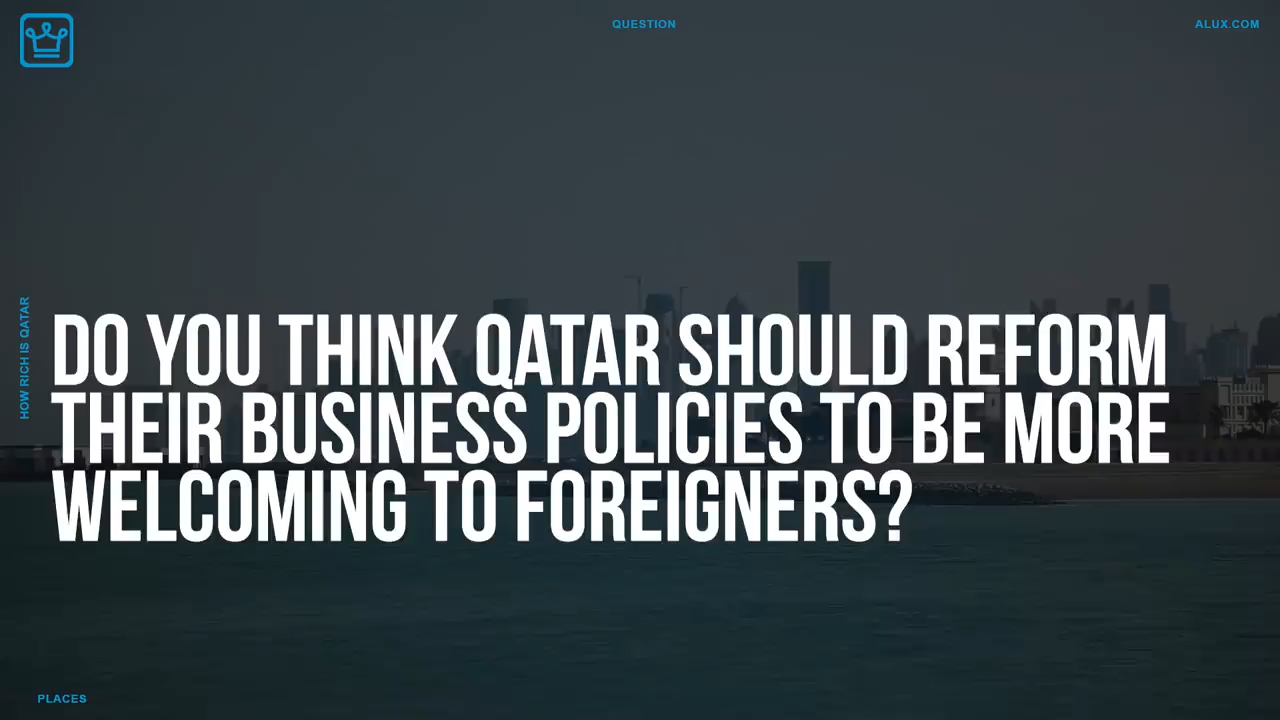 QUESTION
ALUX.COM
HOW RICH IS QATAR
DO YOU THINK QATAR SHOULD REFORM
THEIR BUSINESS POLICIES TO BE MORE
WELCOMING TO FOREIGNERS?
PLACES